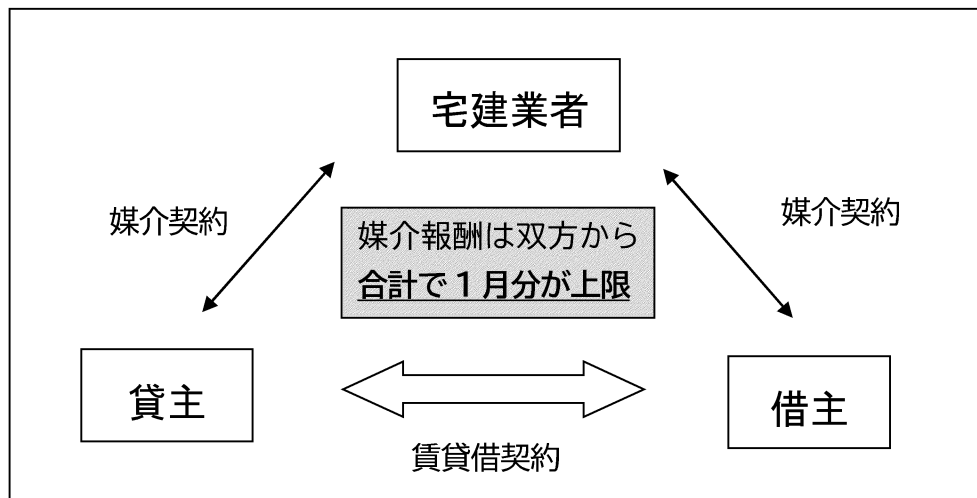 宅建業者
媒介契約
媒介契約
媒介報酬は双方から
合計で１月分が上限
貸主
借主
賃貸借契約